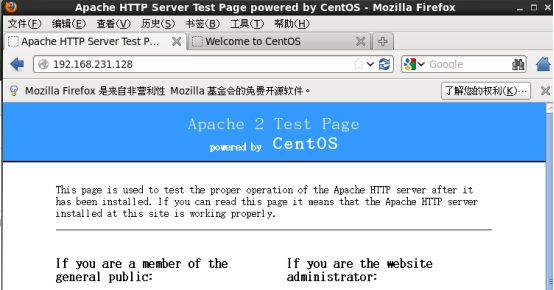 Apache HTTP Server Test Page powered by CentOS - Mozilla Firefox
文件(F) 编辑(E) 查看(V) 历史(S) 书签(B) 工具(T) 帮助(H)
Apache HTTP Server Test P... Welcome to CentOS
192.168.231.128 Google
Mozilla Firefox 是来自非营利性 Mozilla 基金会的免费开源软件。 了解您的权利(K)...
Apache 2 Test Page
powered by CentOS
This page is used to test the proper operation of the Apache HTTP server after it
has been installed. If you can read this page it means that the Apache HTTP server
installed at this site is working properly.
If you are a member of the If you are the website
general public: administrator: